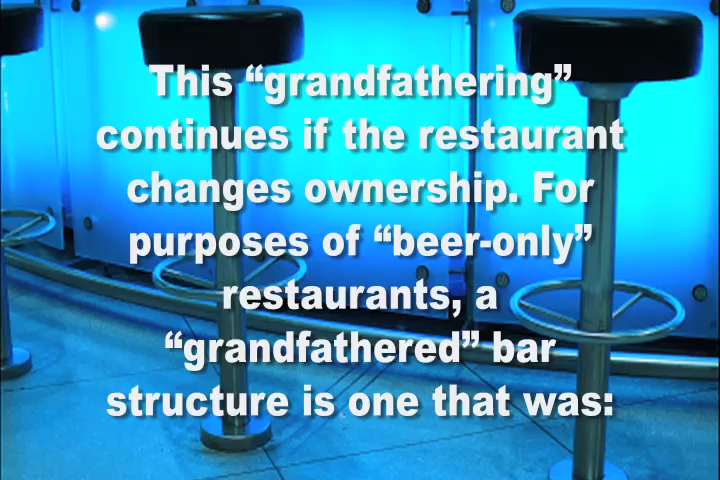 This “grandfathering”
continues if the restaurant
changes ownership. For
purposes of “beer-only”
restaurants, a
“grandfathered” bar
structure is one that was: